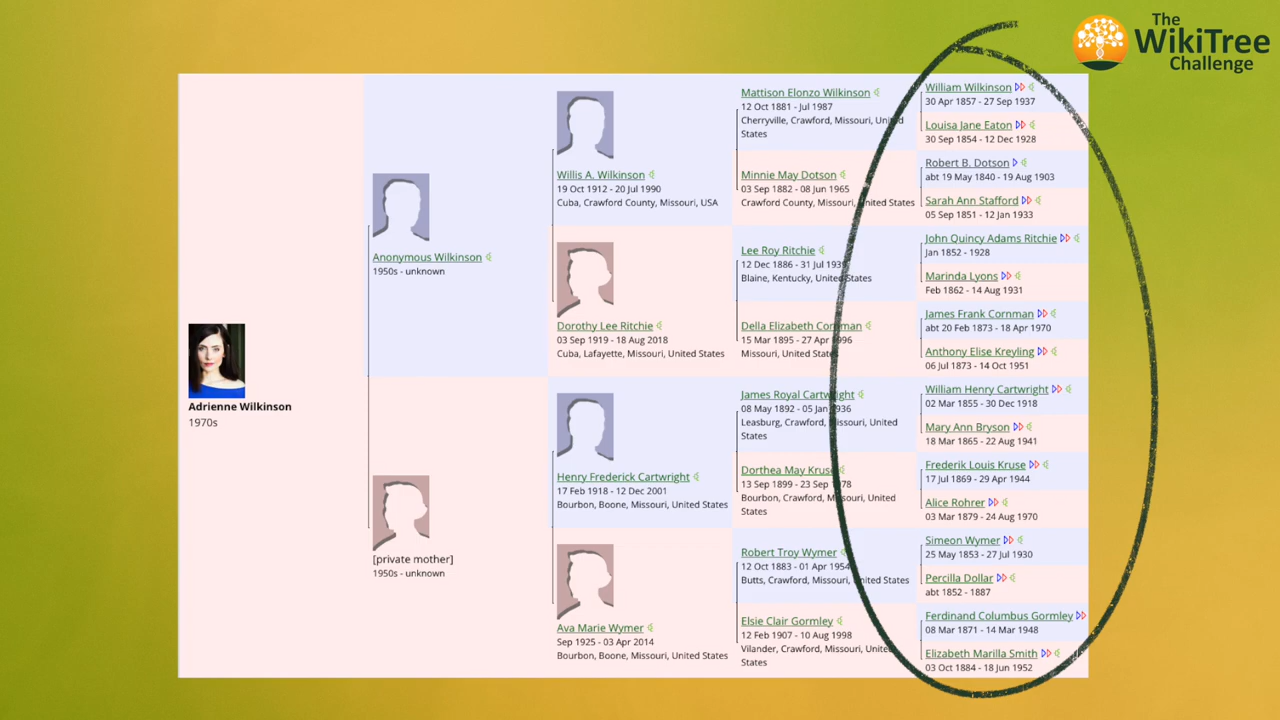 The
WikiTree
Challenge
Adrienne Wilkinson
1970s
Anonymous Wilkinson
1950s - unknown
[private mother]
1950s - unknown
Willis A. Wilkinson
19 Oct 1912 - 20 Jul 1990
Cuba, Crawford County, Missouri, USA
Dorothy Lee Ritchie
03 Sep 1919 - 18 Aug 2018
Cuba, Lafayette, Missouri, United States
Henry Frederick Cartwright
17 Feb 1918 - 12 Dec 2001
Bourbon, Boone, Missouri, United States
Ava Marie Wymer
Sep 1925 - 03 Apr 2014
Bourbon, Boone, Missouri, United States
Mattison Elonzo Wilkinson
12 Oct 1881 - Jul 1987
Cherryville, Crawford, Missouri, United
States
Minnie May Dotson
03 Sep 1882 - 08 Jun 1965
Crawford County, Missouri, United States
Lee Roy Ritchie
12 Dec 1886 - 31 Jul 1939
Blaine, Kentucky, United States
Della Elizabeth Cornman
15 Mar 1895 - 27 Apr 1996
Missouri, United States
James Royal Cartwright
08 May 1892 - 05 Jan 1936
Leasburg, Crawford, Missouri, United
States
Dorthea May Kruse
13 Sep 1899 - 23 Sep 1978
Bourbon, Crawford, Missouri, United
States
Robert Troy Wymer
12 Oct 1883 - 01 Apr 1954
Butts, Crawford, Missouri, United States
Elsie Clair Gormley
12 Feb 1907 - 10 Aug 1998
Vilander, Crawford, Missouri, United
States
William Wilkinson
30 Apr 1857 - 27 Sep 1937
Louisa Jane Eaton
30 Sep 1854 - 12 Dec 1928
Robert B. Dotson
abt 19 May 1840 - 19 Aug 1903
Sarah Ann Stafford
05 Sep 1851 - 12 Jan 1933
John Quincy Adams Ritchie
Jan 1852 - 1928
Marinda Lyons
Feb 1862 - 14 Aug 1931
James Frank Cornman
abt 20 Feb 1873 - 18 Apr 1970
Anthony Elise Kreyling
06 Jul 1873 - 14 Oct 1951
William Henry Cartwright
02 Mar 1855 - 30 Dec 1918
Mary Ann Bryson
18 Mar 1865 - 22 Aug 1941
Frederik Louis Kruse
17 Jul 1869 - 29 Apr 1944
Alice Rohrer
03 Mar 1879 - 24 Aug 1970
Simeon Wymer
25 May 1853 - 27 Jul 1930
Percilla Dollar
abt 1852 - 1887
Ferdinand Columbus Gormley
08 Mar 1871 - 14 Mar 1948
Elizabeth Marilla Smith
03 Oct 1884 - 18 Jun 1952